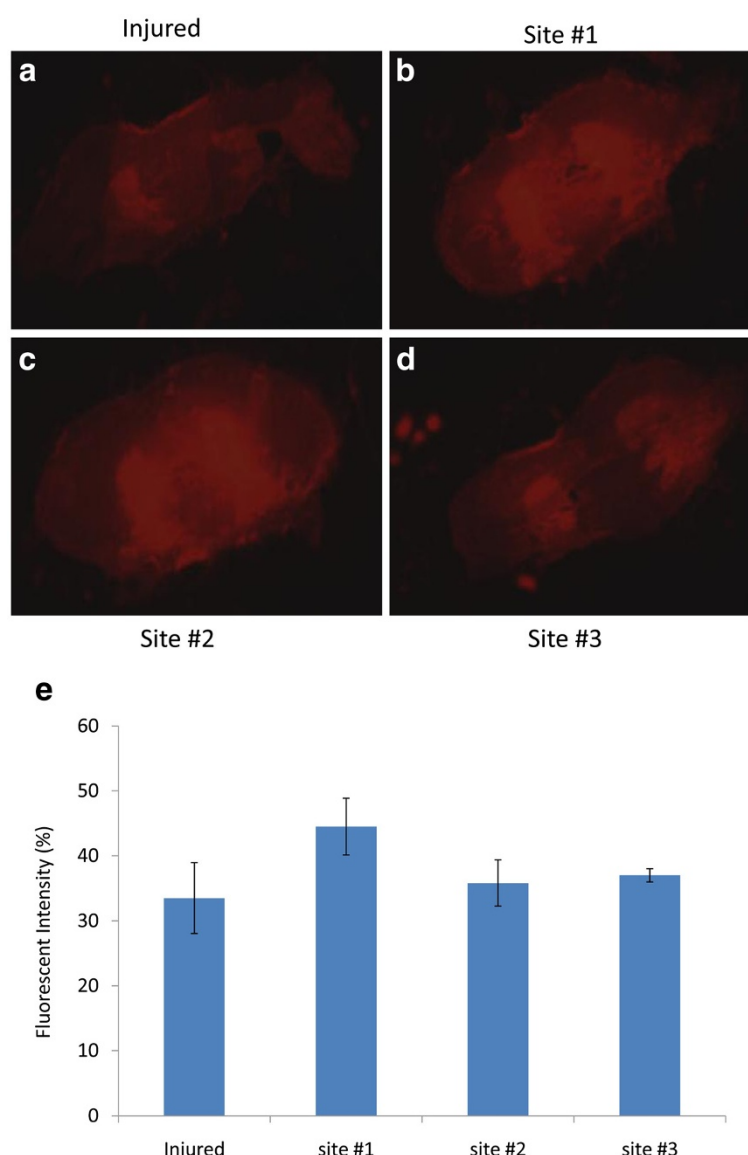 Injured
Site #1
a
b
c
d
Site #2
Site #3
e
60
50
40
30
20
10
0
Fluorescent Intensity (%)
Injured
site #1
site #2
site #3